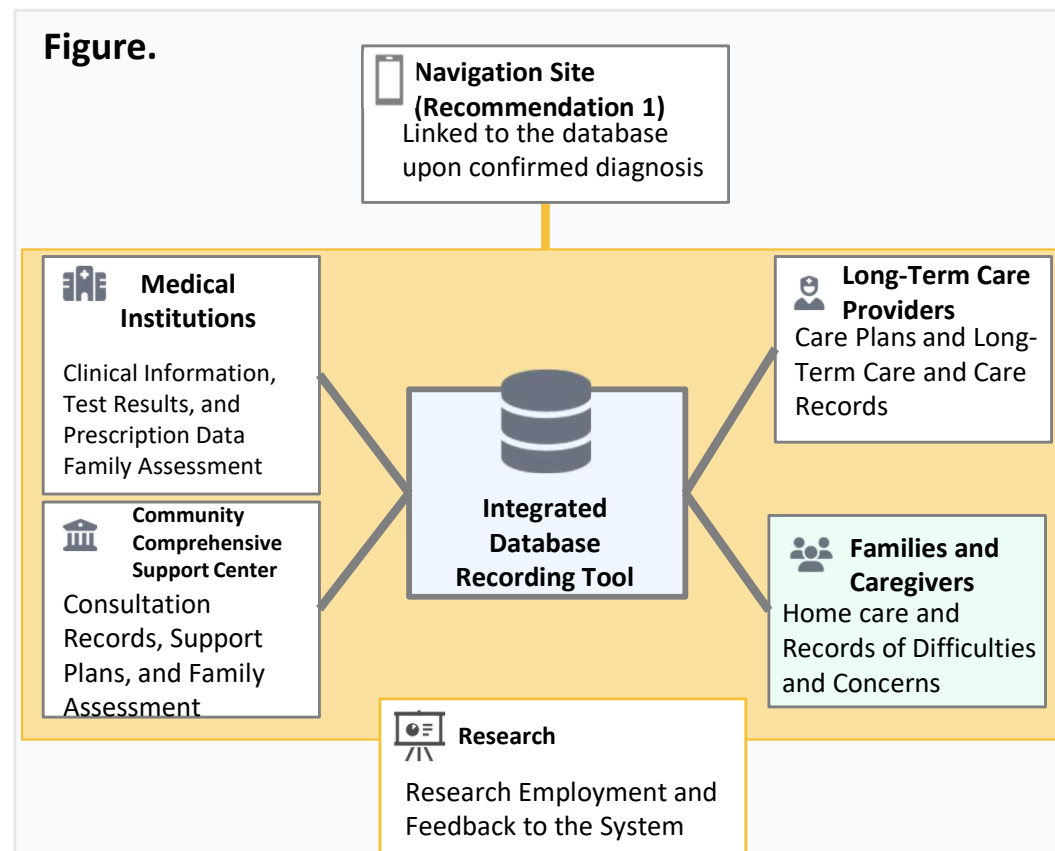 Figure.
Navigation Site
(Recommendation 1)
Linked to the database
upon confirmed diagnosis
Medical
Institutions
Clinical Information,
Test Results, and
Prescription Data
Family Assessment
Long-Term Care
Providers
Care Plans and Long-
Term Care and Care
Records
Integrated
Database
Recording Tool
Community
Comprehensive
Support Center
Consultation
Records, Support
Plans, and Family
Assessment
Families and
Caregivers
Home care and
Records of Difficulties
and Concerns
Research
Research Employment and
Feedback to the System